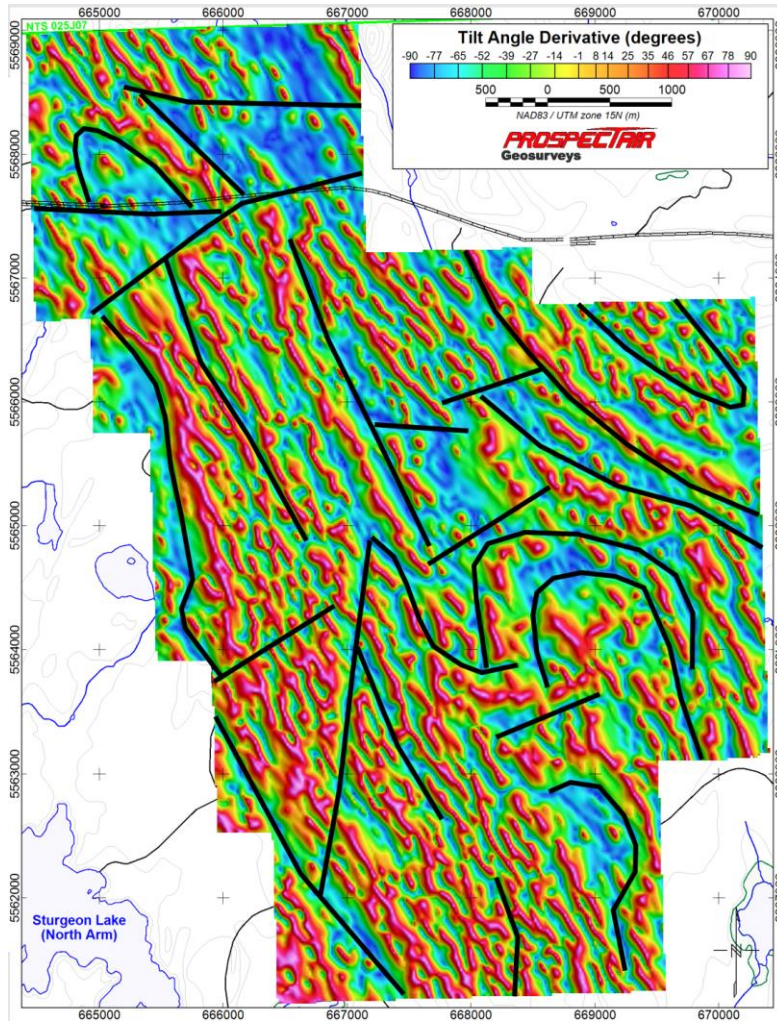 665000 666000 667000 668000 669000 670000
NTS 025J07
Tilt Angle Derivative (degrees)
-90 -77 -65 -52 -39 -27 -14 -1 8 14 20 25 35 46 57 67 78 90
500 0 500 1000
NAD83 / UTM zone 15N (m)
PROSPECTAIR
Geosurveys
5569000
5568000
5567000
5566000
5565000
5564000
5563000
5562000
Sturgeon Lake
(North Arm)
N
665000 666000 667000 668000 669000 670000